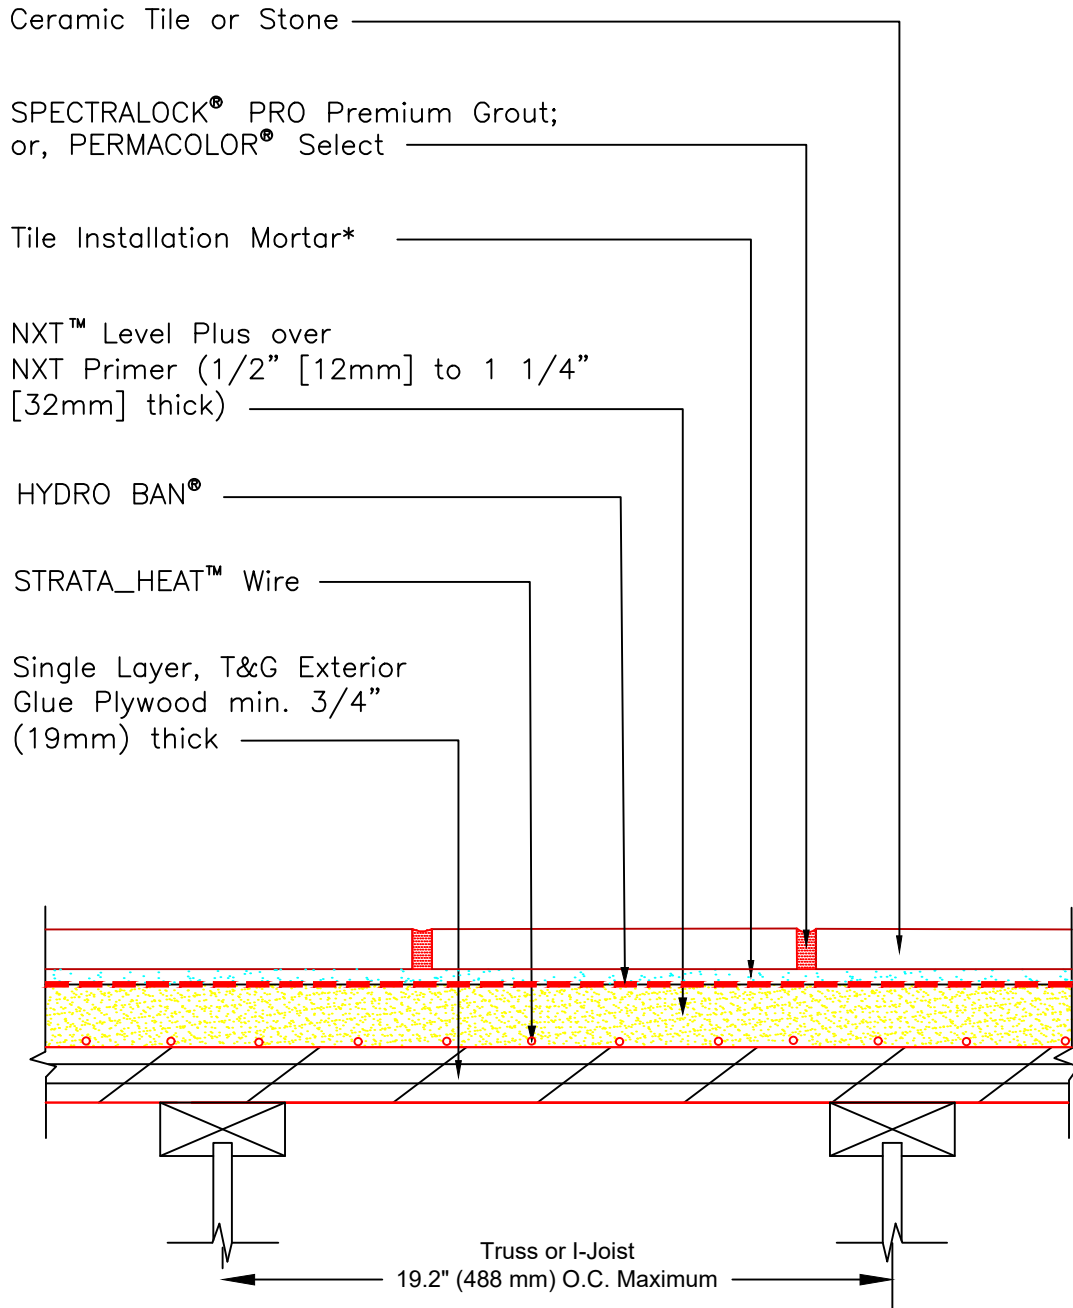 Ceramic Tile or Stone
SPECTRALOCK® PRO Premium Grout;
or, PERMACOLOR® Select
Tile Installation Mortar*
NXT™ Level Plus over
NXT Primer (1/2” [12mm] to 1 1/4”
[32mm] thick)
HYDRO BAN®
STRATA_HEAT™ Wire
Single Layer, T&G Exterior
Glue Plywood min. 3/4”
(19mm) thick
Truss or I-Joist
19.2" (488 mm) O.C. Maximum